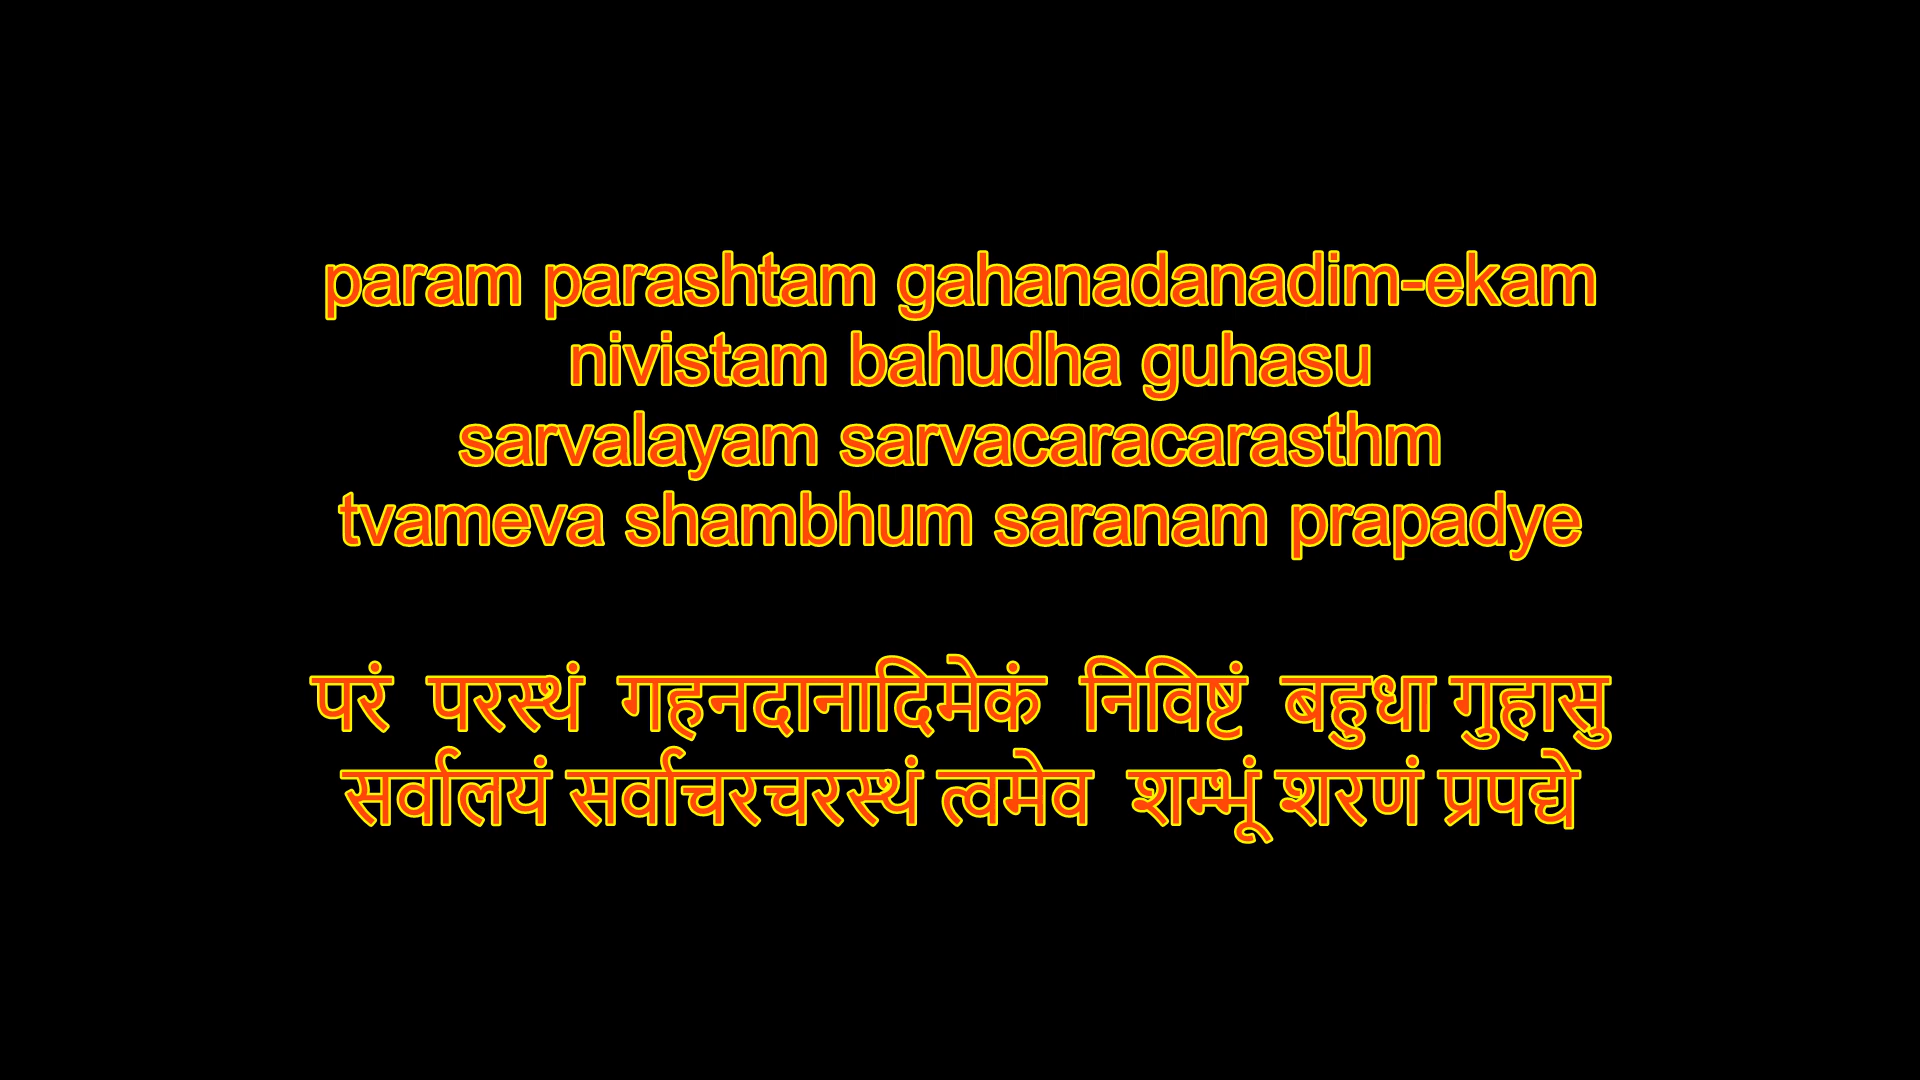 param parashtam gahanadanadim-ekam
nivistam bahudha guhasu
sarvalayam sarvacaracarasthm
tvameva shambhum saranam prapadye
परं परस्थं गहनदानादिमेकं निविष्टं बहुधा गुहासु
सर्वालयं सर्वाचरचरस्थं त्वमेव शम्भूं शरणं प्रपद्ये